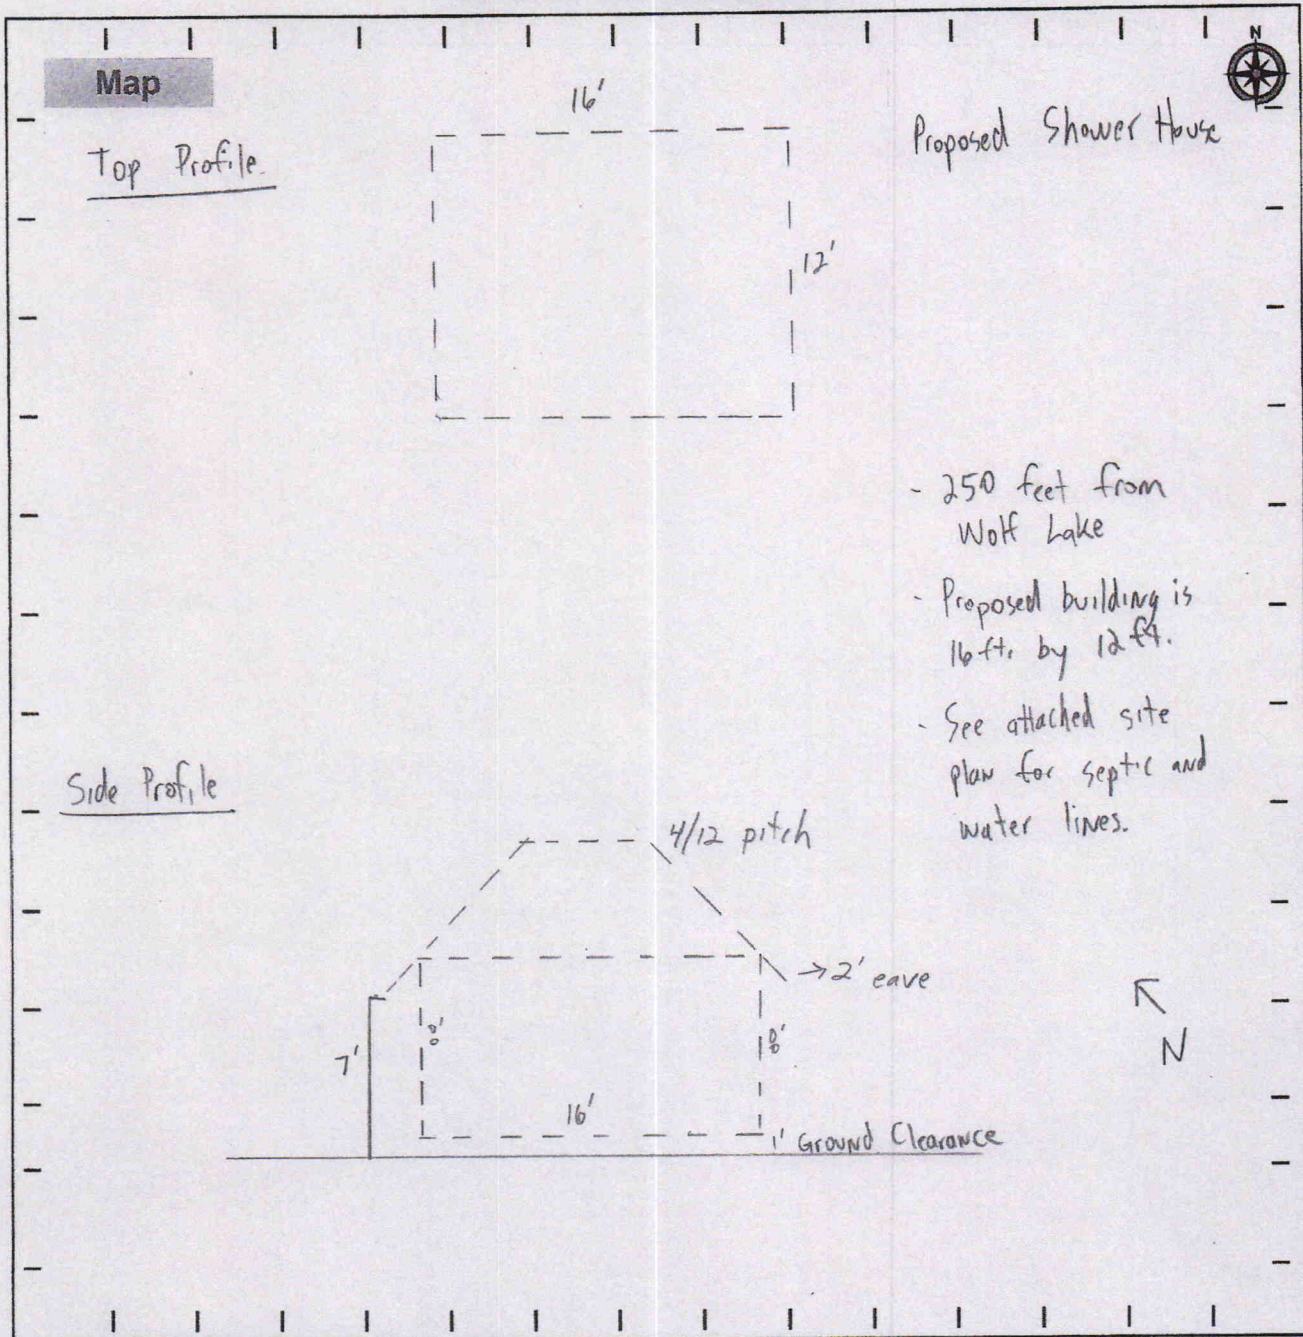 N
Map
Top Profile
16'
Proposed Shower House
12'
- 250 feet from
Wolf Lake
- Proposed building is
16 ft. by 12 ft.
- See attached site
plan for septic and
water lines.
Side Profile
4/12 pitch
→ 2' eave
8'
8'
7'
N
16'
1' Ground Clearance